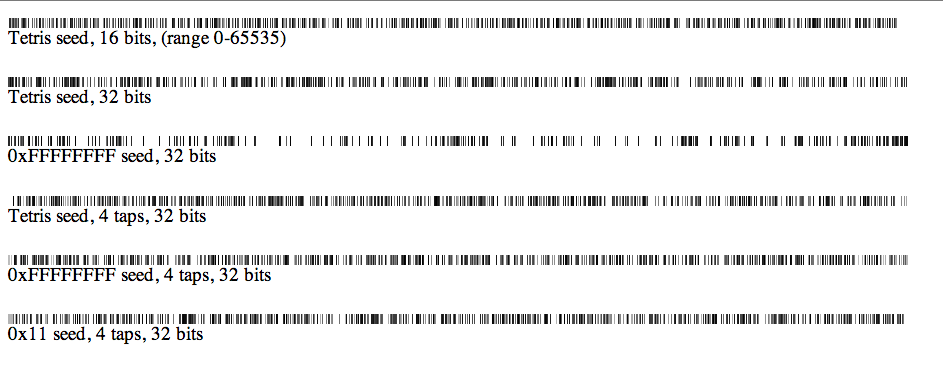 Tetris seed, 16 bits, (range 0-65535)
Tetris seed, 32 bits
0xFFFFFFFF seed, 32 bits
Tetris seed, 4 taps, 32 bits
0xFFFFFFFF seed, 4 taps, 32 bits
0x11 seed, 4 taps, 32 bits